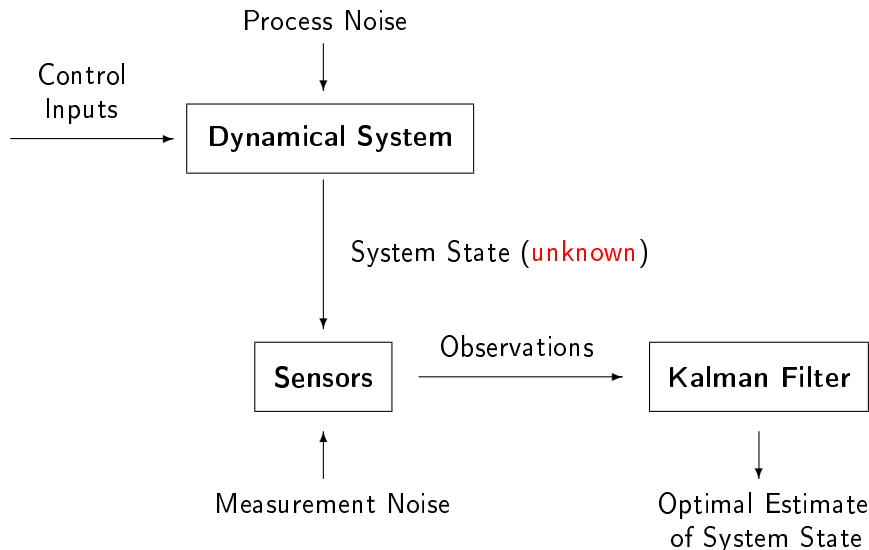 Process Noise
Control
Inputs
Dynamical System
System State (unknown)
Observations
Sensors
Kalman Filter
Measurement Noise
Optimal Estimate
of System State